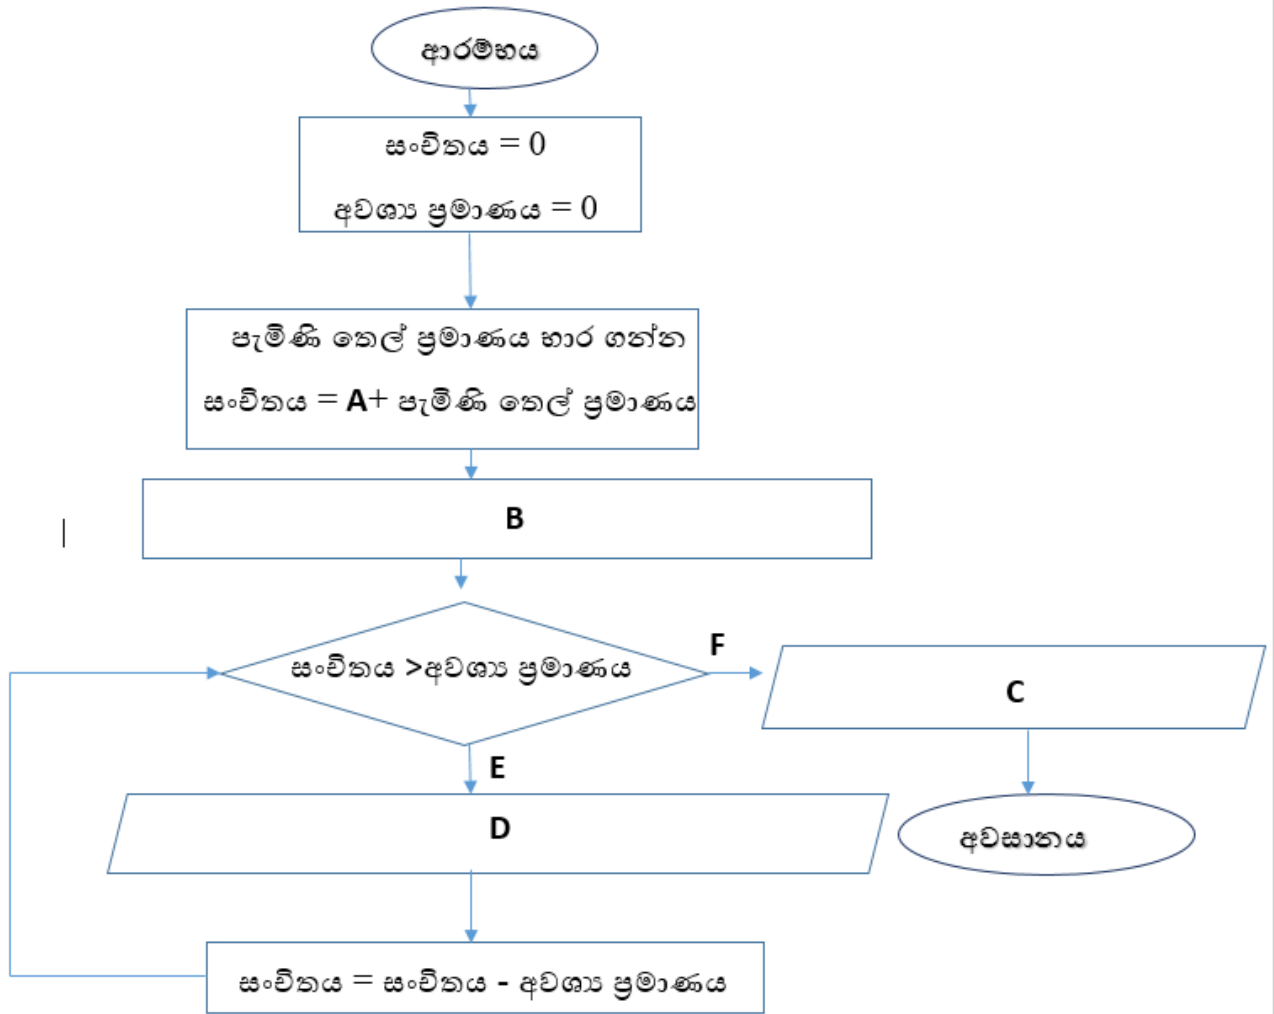 ආරම්භය
සංචිතය = 0
අවශ්‍ය ප්‍රමාණය = 0
පැමිණි තෙල් ප්‍රමාණය භාර ගන්න
සංචිතය = A+ පැමිණි තෙල් ප්‍රමාණය
B
සංචිතය >අවශ්‍ය ප්‍රමාණය
F
C
E
D
අවසානය
සංචිතය = සංචිතය - අවශ්‍ය ප්‍රමාණය